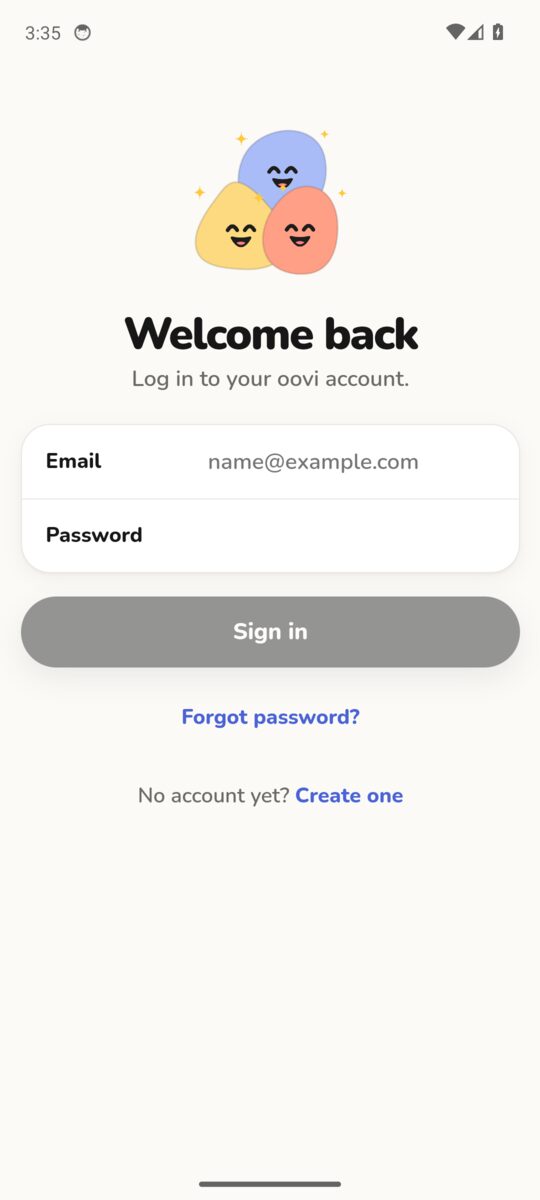 3:35
Welcome back
Log in to your oovi account.
Email name@example.com
Password
Sign in
Forgot password?
No account yet? Create one